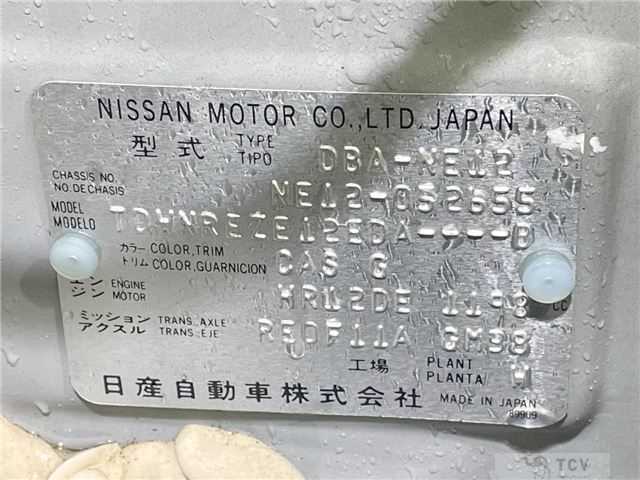 NISSAN MOTOR CO.,LTD.JAPAN
型式 TYPE TIPO DBA-NE12
CHASSIS NO. NO.DECHASIS NE12-052655
MODEL MODELO
カラー COLOR,TRIM
トリム COLOR,GUARNICION CAS G
エンジン ENGINE MOTOR HR12DE 1198 CC
ミッション TRANS.AXLE
アクスル TRANS.EJE RE0F11A GM38
工場 PLANT PLANTA
日産自動車株式会社 MADE IN JAPAN
89909
TCV